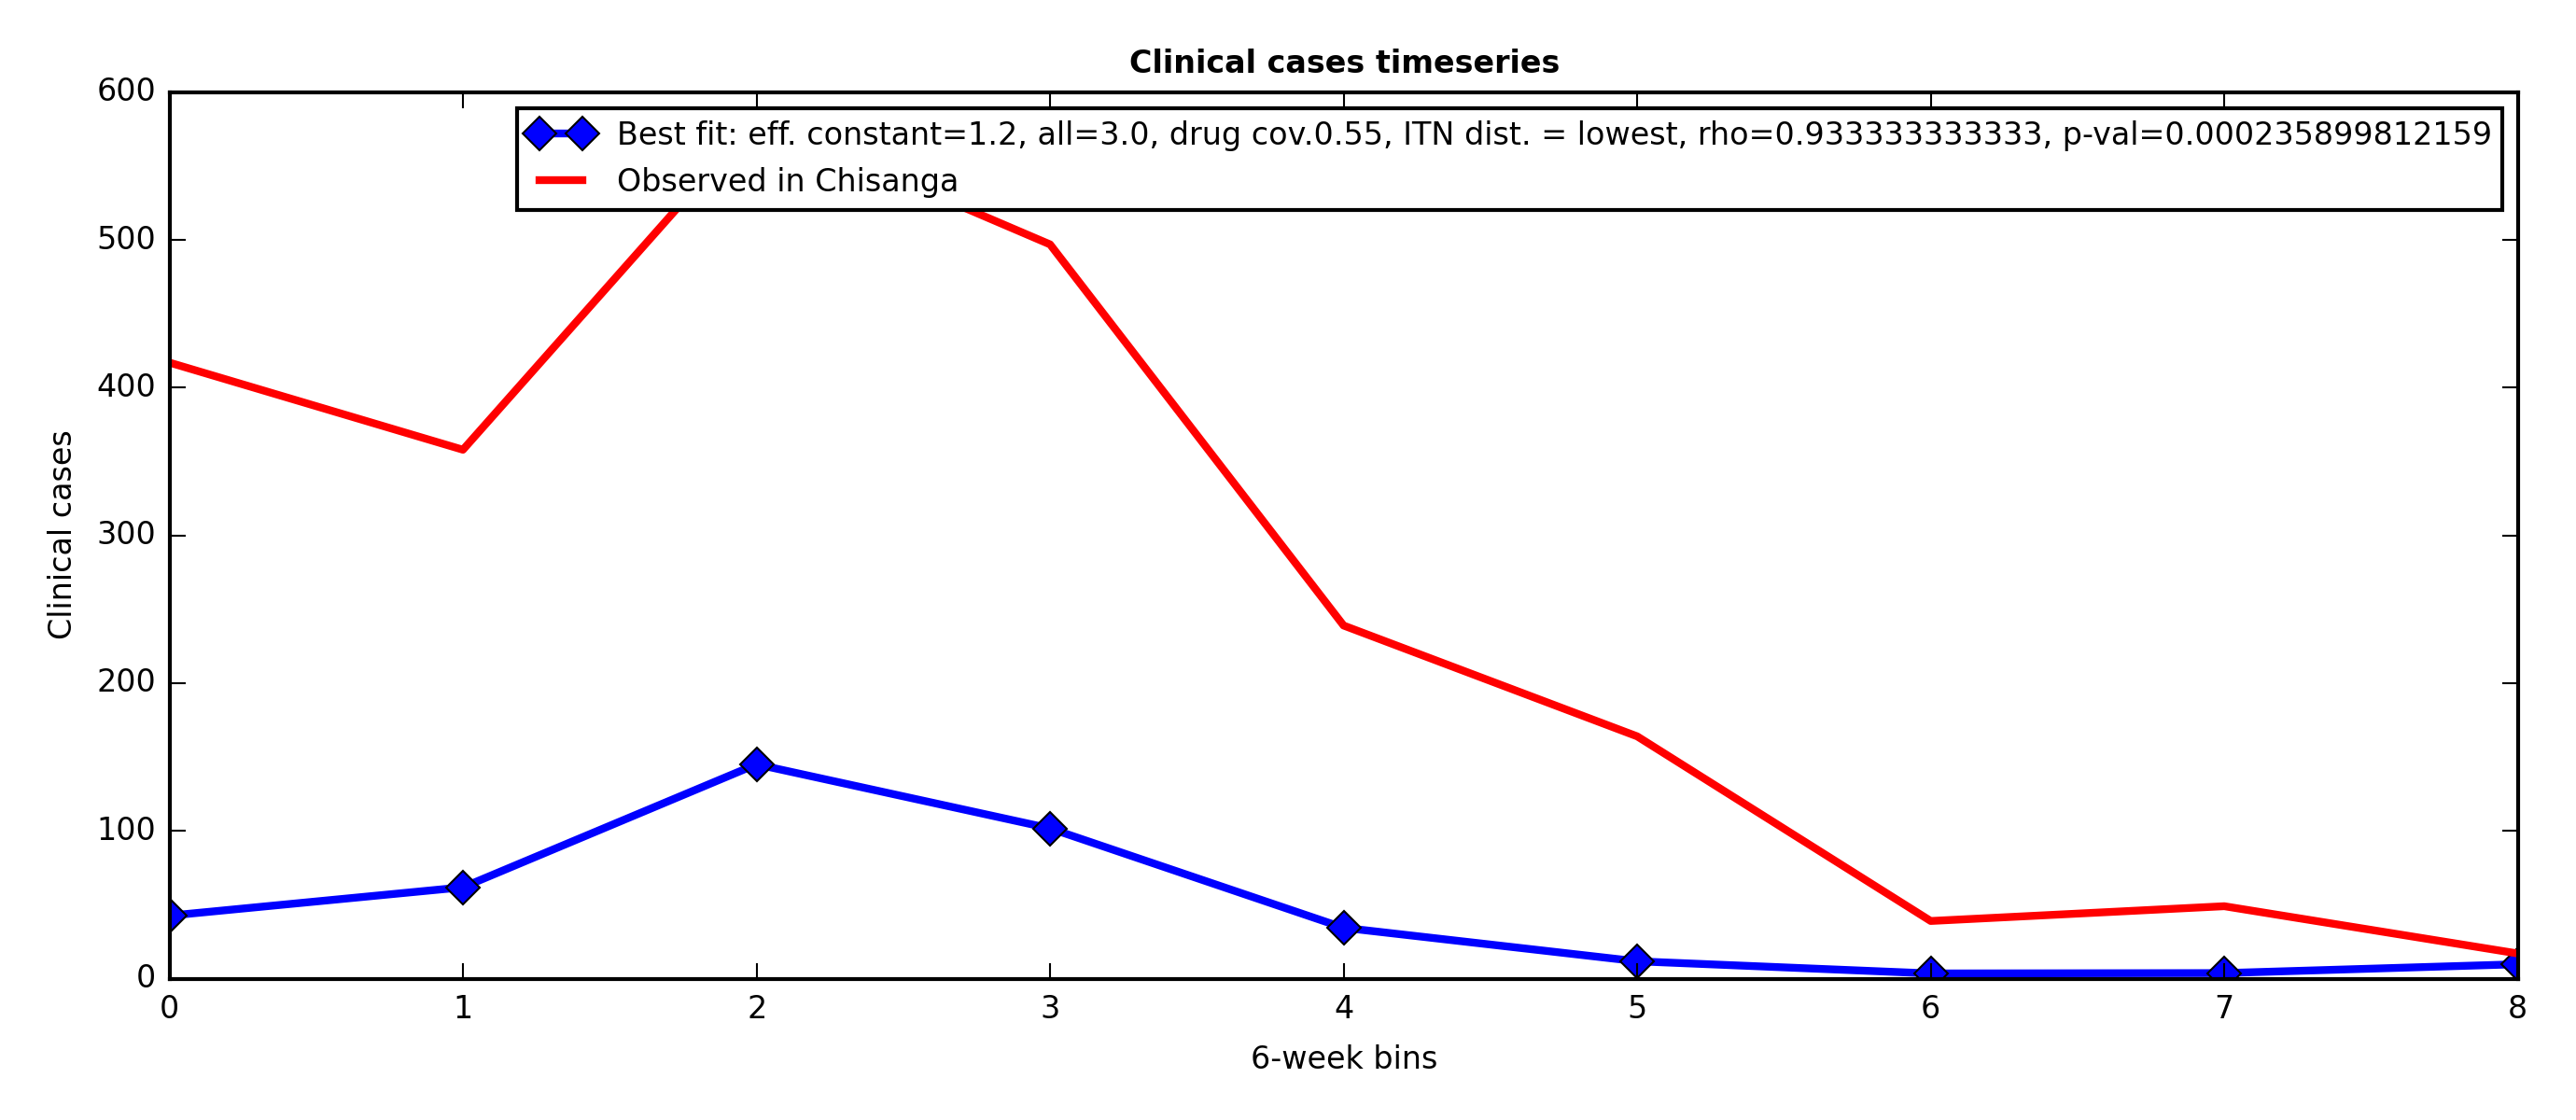 Clinical cases timeseries
600
500
400
300
200
100
0
Clinical cases
Best fit: eff. constant=1.2, all=3.0, drug cov.0.55, ITN dist. = lowest, rho=0.933333333333, p-val=0.000235899812159
Observed in Chisanga
0 1 2 3 4 5 6 7 8
6-week bins